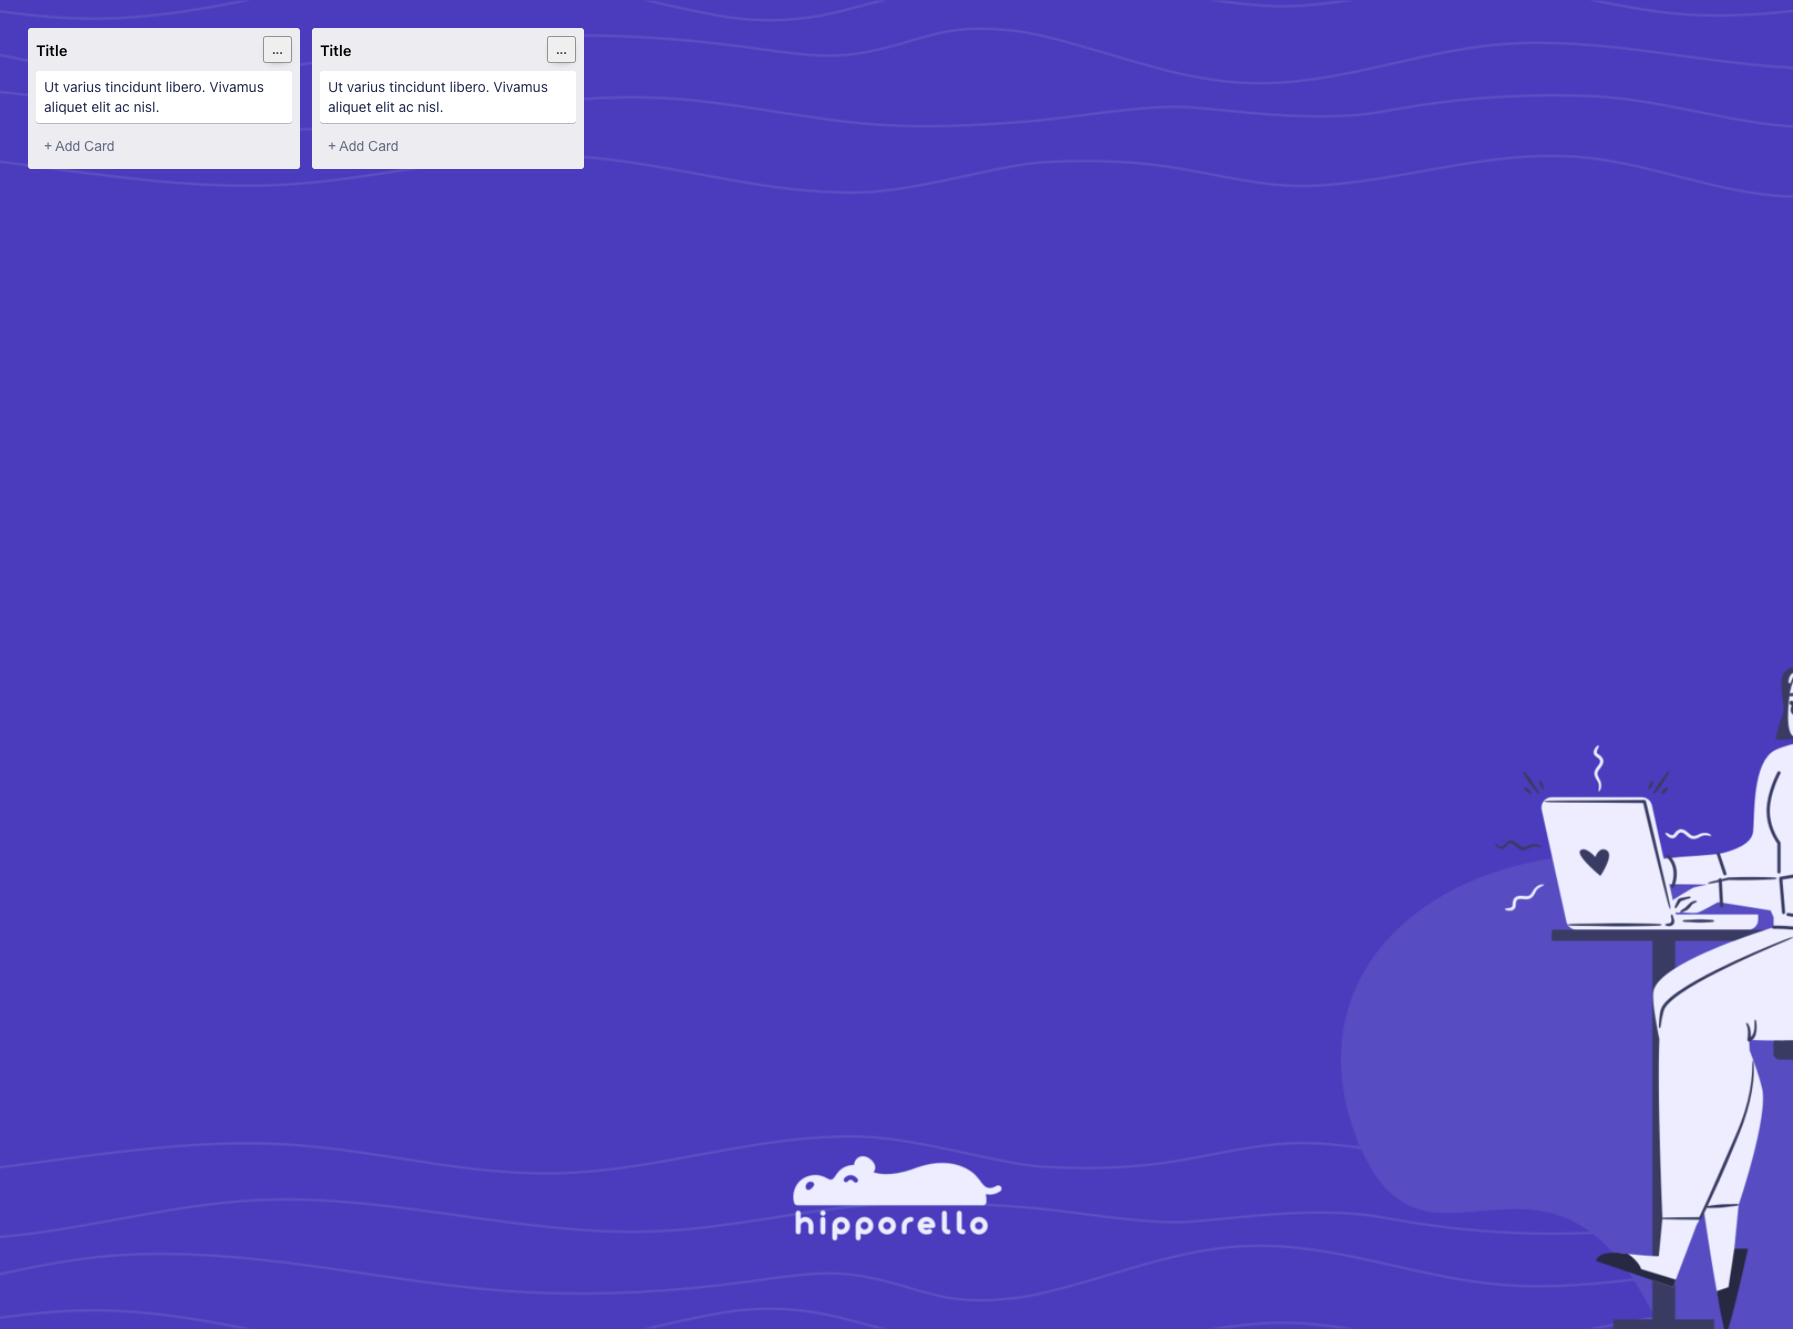 Title
...
Ut varius tincidunt libero. Vivamus
aliquet elit ac nisl.
+ Add Card
Title
...
Ut varius tincidunt libero. Vivamus
aliquet elit ac nisl.
+ Add Card
hipporello